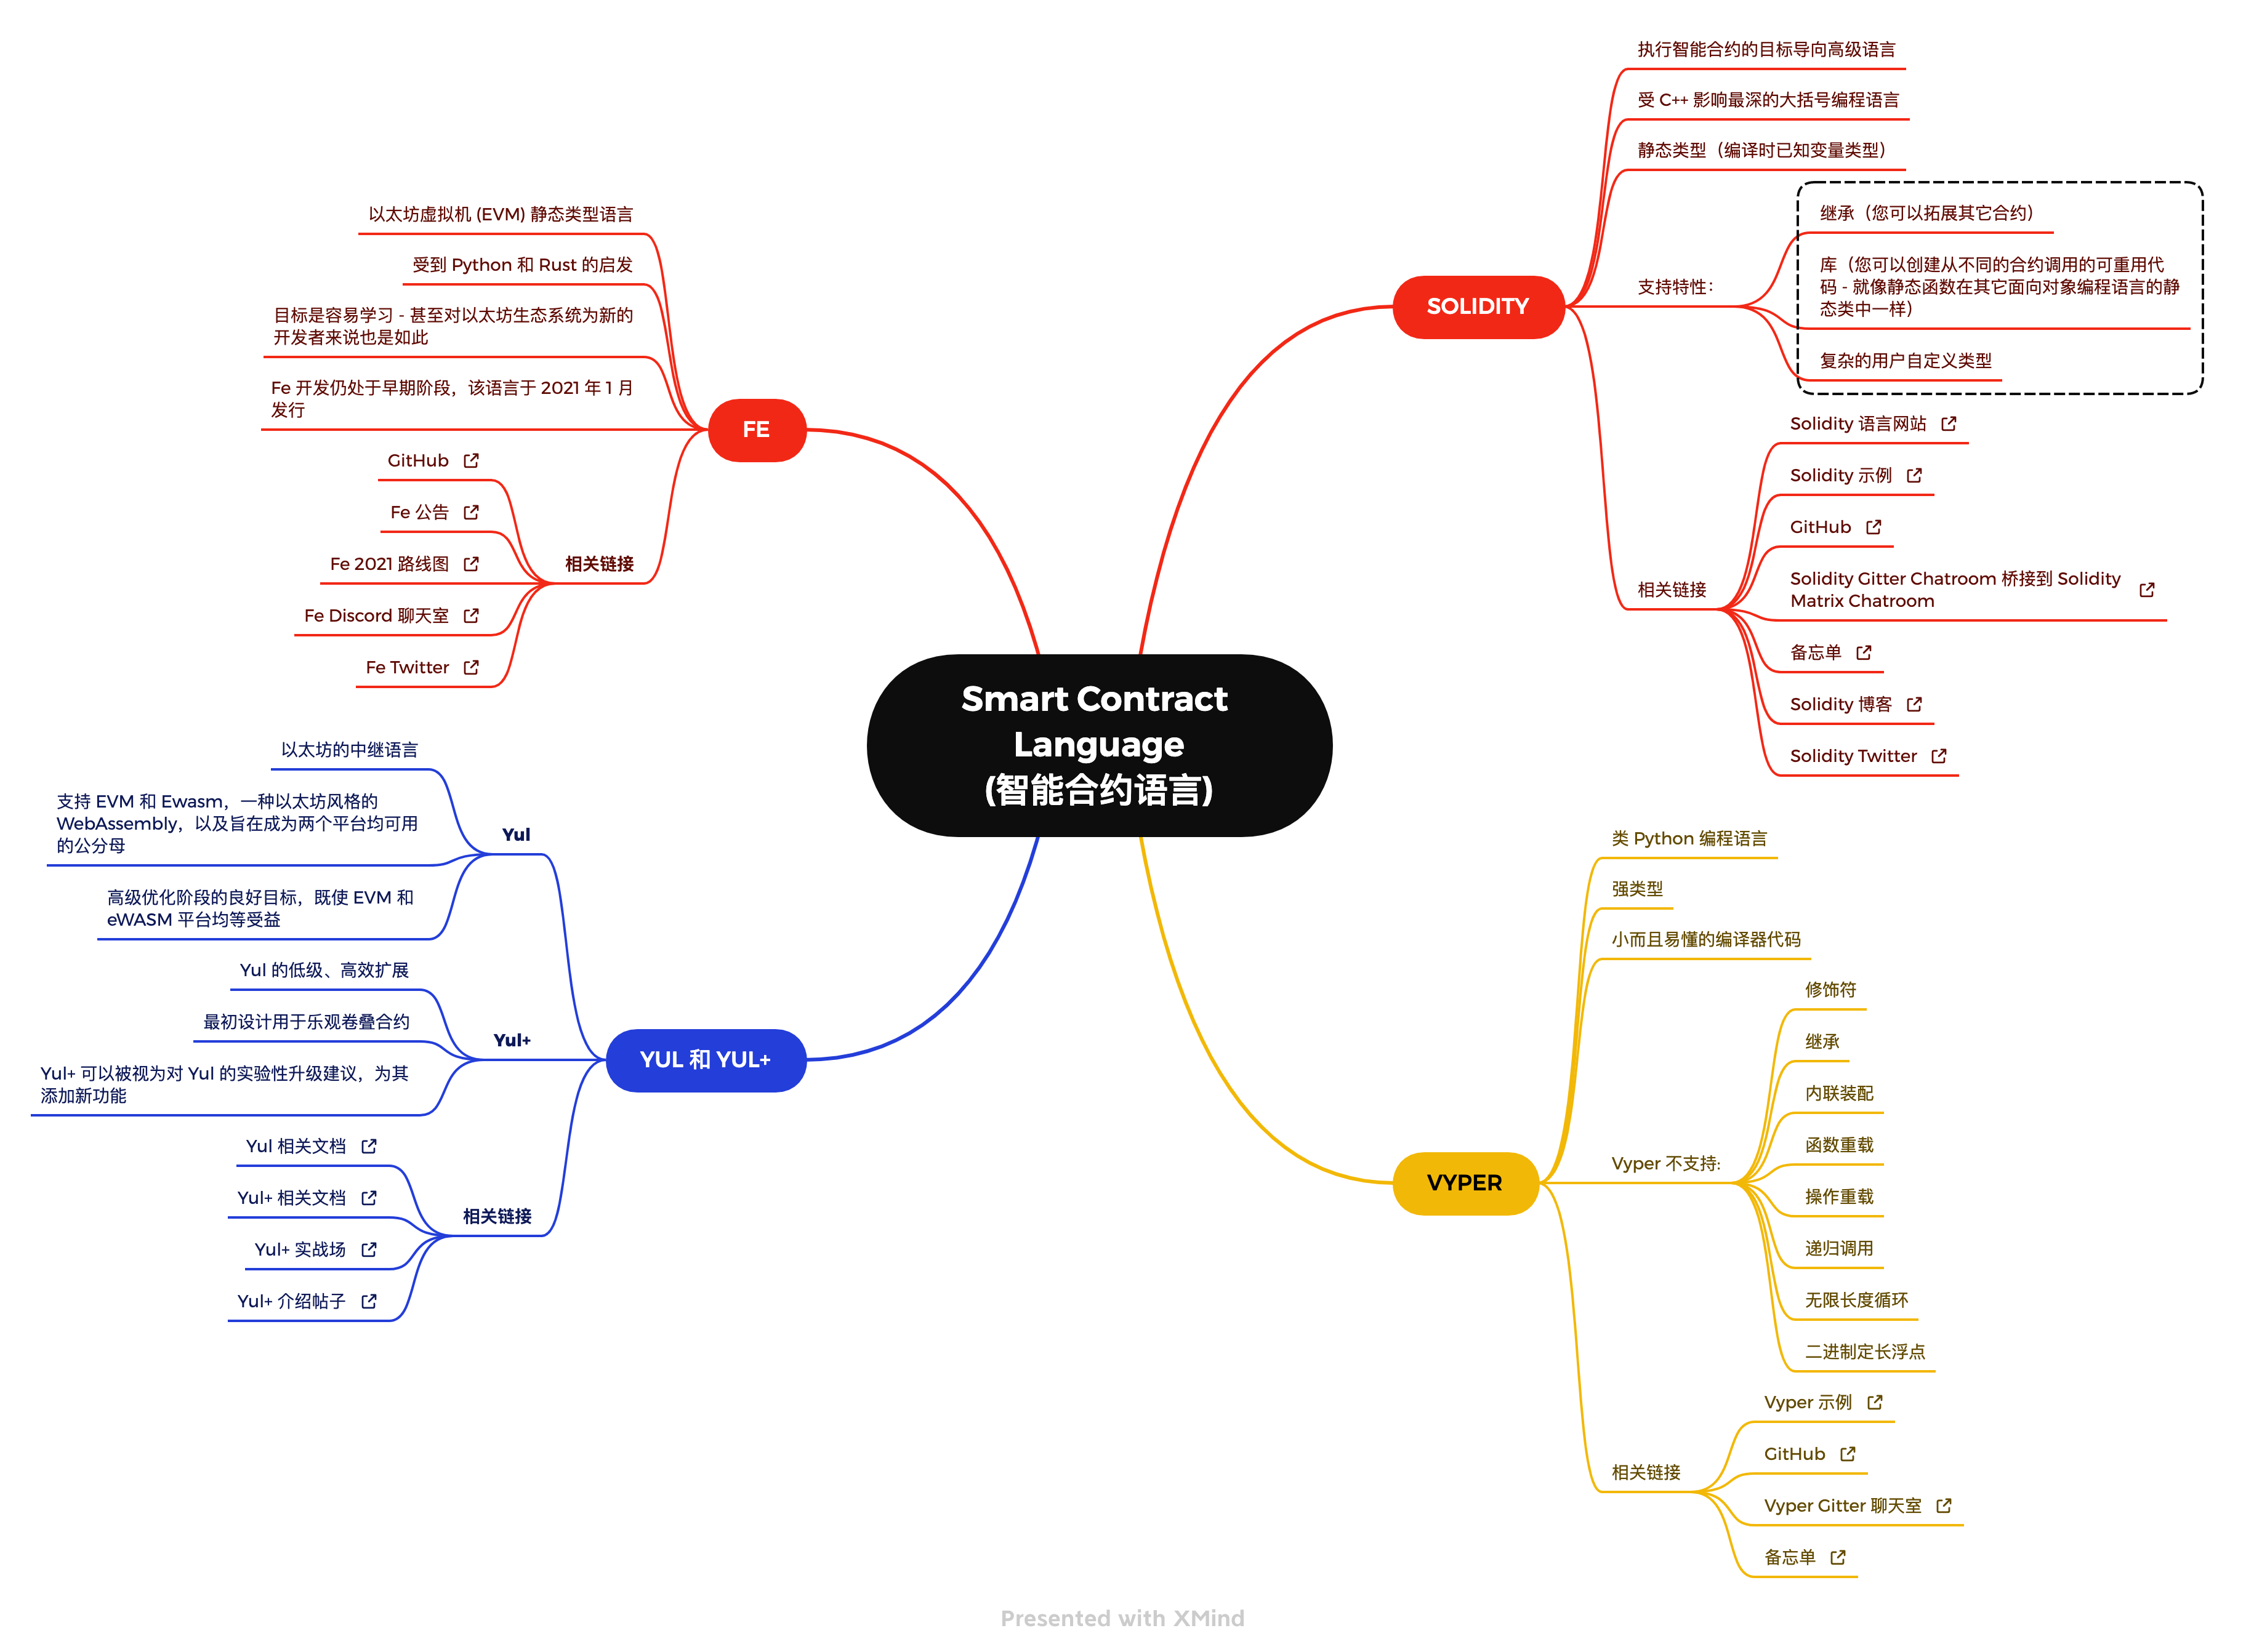 Smart Contract
Language
(智能合约语言)
SOLIDITY
执行智能合约的目标导向高级语言
受 C++ 影响最深的大括号编程语言
静态类型（编译时已知变量类型）
支持特性：
继承（您可以拓展其它合约）
库（您可以创建从不同的合约调用的可重用代
码 - 就像静态函数在其它面向对象编程语言的静
态类中一样）
复杂的用户自定义类型
相关链接
Solidity 语言网站
Solidity 示例
GitHub
Solidity Gitter Chatroom 桥接到 Solidity
Matrix Chatroom
备忘单
Solidity 博客
Solidity Twitter
VYPER
类 Python 编程语言
强类型
小而且易懂的编译器代码
Vyper 不支持:
修饰符
继承
内联装配
函数重载
操作重载
递归调用
无限长度循环
二进制定长浮点
相关链接
Vyper 示例
GitHub
Vyper Gitter 聊天室
备忘单
FE
以太坊虚拟机 (EVM) 静态类型语言
受到 Python 和 Rust 的启发
目标是容易学习 - 甚至对以太坊生态系统为新的
开发者来说也是如此
Fe 开发仍处于早期阶段，该语言于 2021 年 1 月
发行
相关链接
GitHub
Fe 公告
Fe 2021 路线图
Fe Discord 聊天室
Fe Twitter
YUL 和 YUL+
Yul
以太坊的中继语言
支持 EVM 和 Ewasm，一种以太坊风格的
WebAssembly，以及旨在成为两个平台均可用
的公分母
高级优化阶段的良好目标，既使 EVM 和
eWASM 平台均等受益
Yul+
Yul 的低级、高效扩展
最初设计用于乐观卷叠合约
Yul+ 可以被视为对 Yul 的实验性升级建议，为其
添加新功能
相关链接
Yul 相关文档
Yul+ 相关文档
Yul+ 实战场
Yul+ 介绍帖子
Presented with XMind